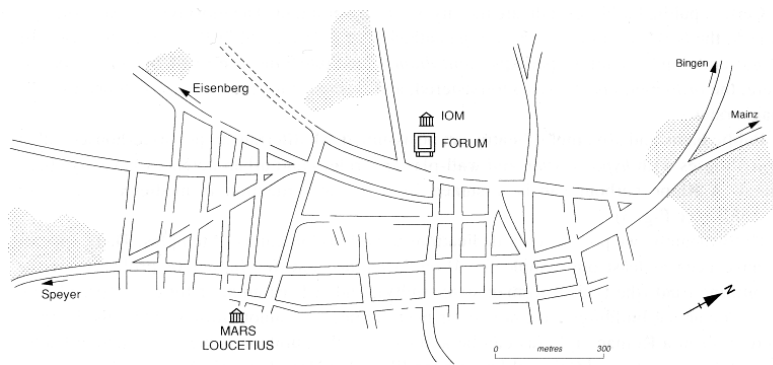 Bingen
Eisenberg
Mainz
IOM
FORUM
Speyer
N
MARS
LOUCETIUS
0 metres 300